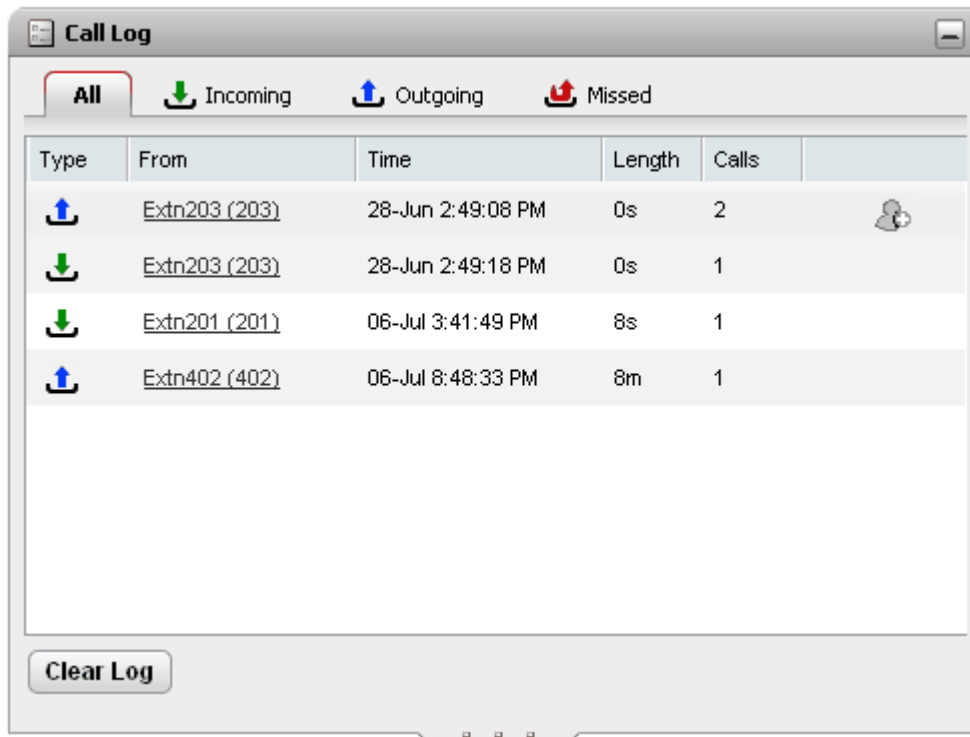 Call Log
All Incoming Outgoing Missed
Type From Time Length Calls
Extn203 (203) 28-Jun 2:49:08 PM 0s 2
Extn203 (203) 28-Jun 2:49:18 PM 0s 1
Extn201 (201) 06-Jul 3:41:49 PM 8s 1
Extn402 (402) 06-Jul 8:48:33 PM 8m 1
Clear Log